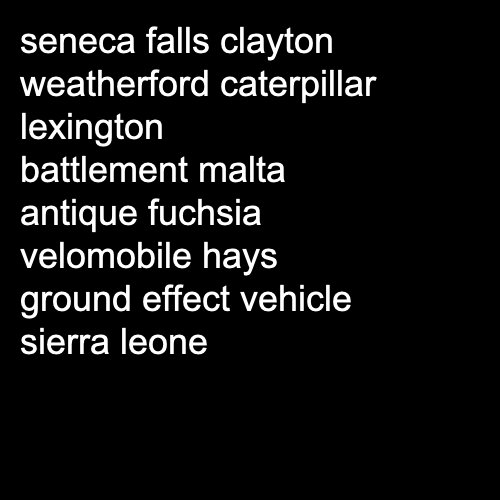 seneca falls clayton
weatherford caterpillar
lexington
battlement malta
antique fuchsia
velomobile hays
ground effect vehicle
sierra leone